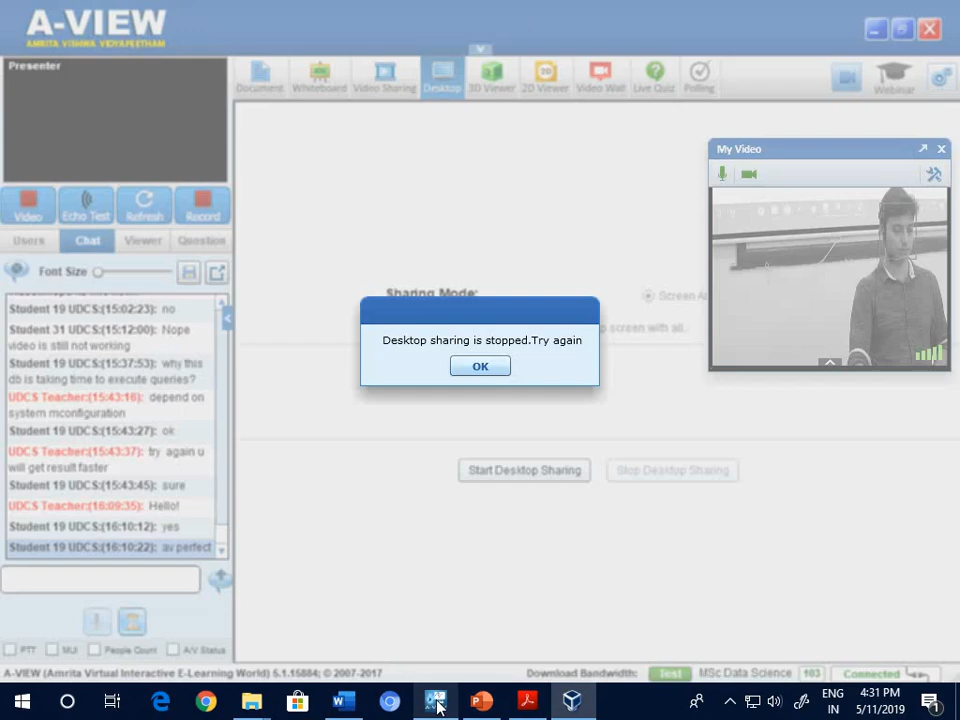 A-VIEW
AMRITA VISHWA VIDYAPEETHAM
Presenter
Document
Whiteboard
Video Sharing
Desktop
3D Viewer
2D Viewer
Video Wall
Live Quiz
Polling
Webinar
My Video
Video
Echo Test
Refresh
Record
Users
Chat
Viewer
Question
Font Size
Student 19 UDCS:(15:02:23): no
Student 31 UDCS:(15:12:00): Nope
video is still not working
Student 19 UDCS:(15:37:53): why this
db is taking time to execute queries?
UDCS Teacher:(15:43:16): depend on
system mconfiguration
Student 19 UDCS:(15:43:27): ok
UDCS Teacher:(15:43:37): try again u
will get result faster
Student 19 UDCS:(15:43:45): sure
UDCS Teacher:(16:09:35): Hello!
Student 19 UDCS:(16:10:12): yes
Student 19 UDCS:(16:10:22): av perfect
Sharing Mode:
Screen
screen with all.
Desktop sharing is stopped.Try again
OK
Start Desktop Sharing
Stop Desktop Sharing
PTT
MUI
People Count
A/V Status
A-VIEW (Amrita Virtual Interactive E-Learning World) 5.1.15884; © 2007-2017
Download Bandwidth:
Test
MSc Data Science
103
Connected
ENG
IN
4:31 PM
5/11/2019
1